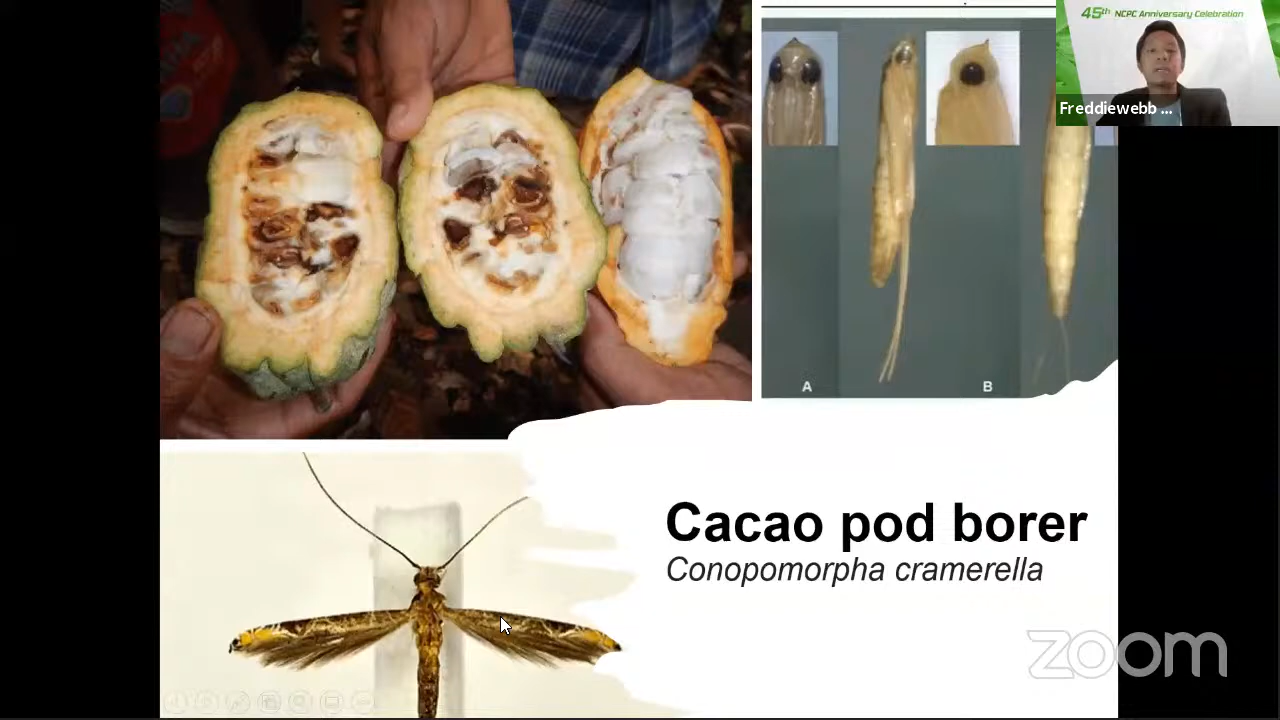 45th NCPC Anniversary Celebration
Freddiewebb ...
A
B
Cacao pod borer
Conopomorpha cramerella
zoom